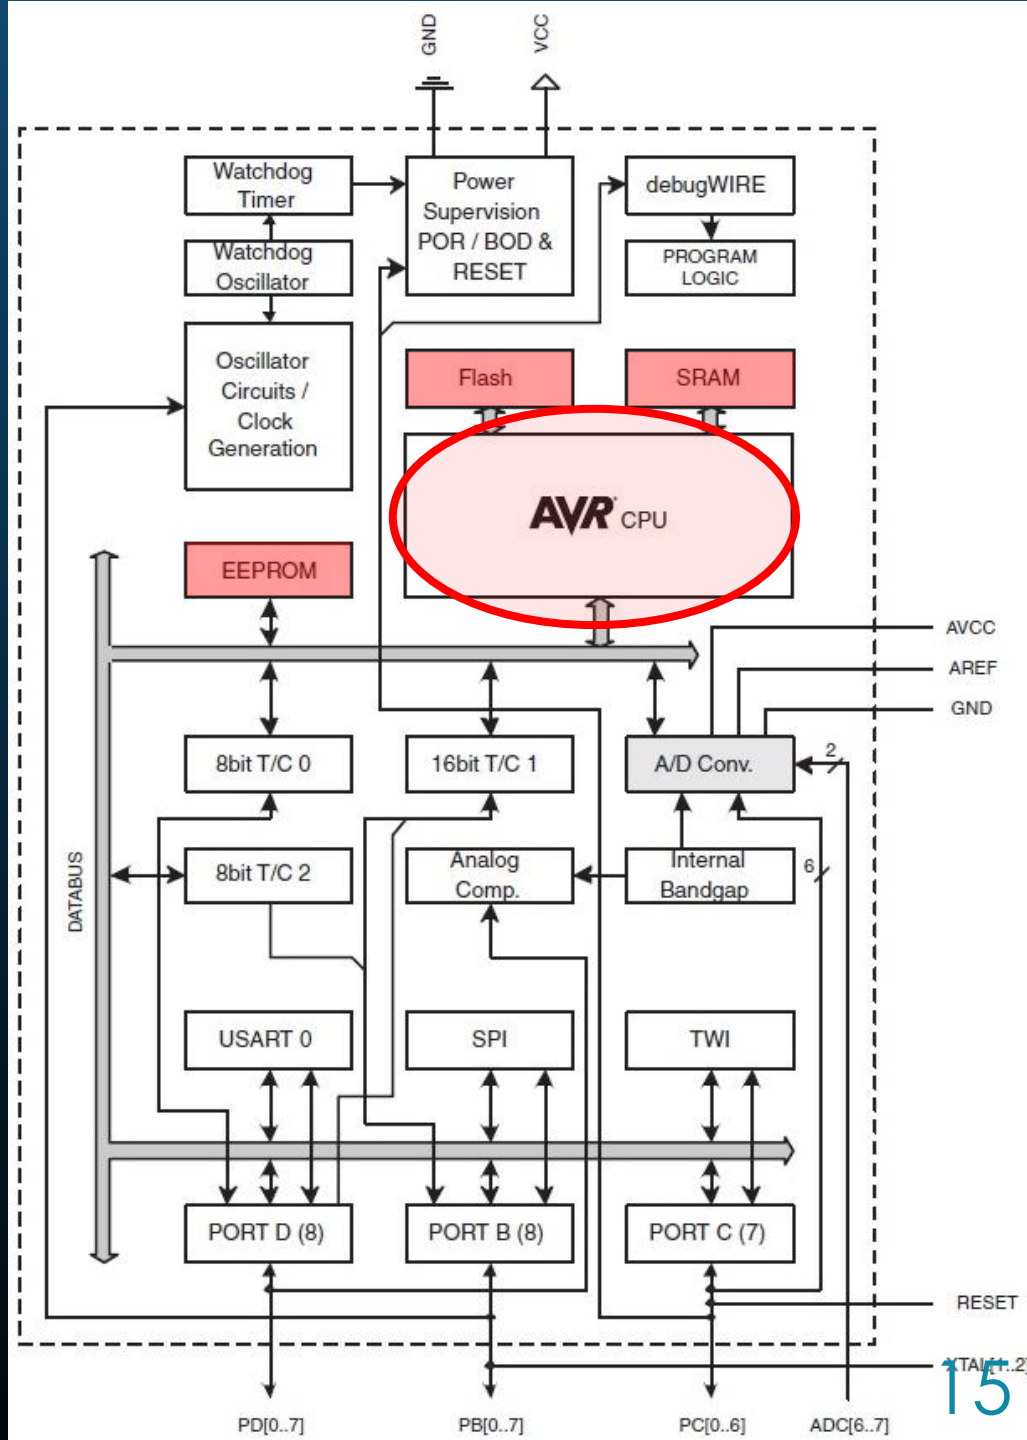 GND
VCC
Watchdog
Timer
Power
Supervision
POR / BOD &
RESET
debugWIRE
Watchdog
Oscillator
PROGRAM
LOGIC
Oscillator
Circuits /
Clock
Generation
Flash
SRAM
AVR CPU
EEPROM
AVCC
AREF
GND
8bit T/C 0
16bit T/C 1
A/D Conv.
2
DATABUS
8bit T/C 2
Analog
Comp.
Internal
Bandgap
6
USART 0
SPI
TWI
PORT D (8)
PORT B (8)
PORT C (7)
RESET
XTAL[1..2]
15
PD[0..7]
PB[0..7]
PC[0..6]
ADC[6..7]